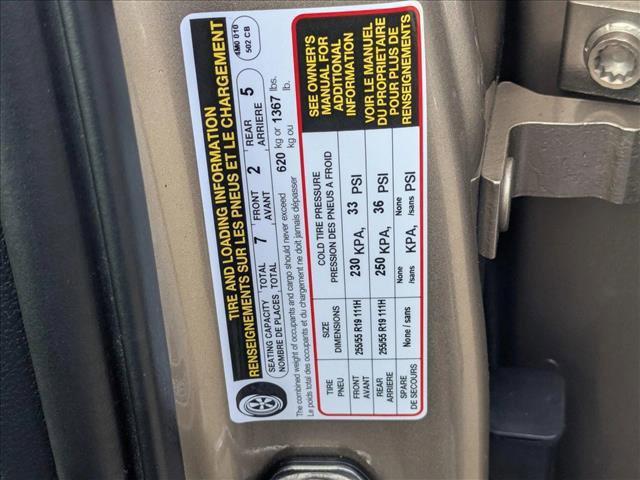 TIRE AND LOADING INFORMATION
RENSEIGNEMENTS SUR LES PNEUS ET LE CHARGEMENT
4M0 010
502 CB
SEATING CAPACITY TOTAL 7 FRONT 2 REAR 5
NOMBRE DE PLACES TOTAL AVANT ARRIERE
The combined weight of occupants and cargo should never exceed 620 kg or 1367 lbs.
Le poids total des occupants et du chargement ne doit jamais dépasser kg ou lb.
TIRE SIZE COLD TIRE PRESSURE
PNEU DIMENSIONS PRESSION DES PNEUS A FROID
FRONT 255/55 R19 111H 230 KPA, 33 PSI
AVANT
REAR 255/55 R19 111H 250 KPA, 36 PSI
ARRIERE
SPARE None / sans None /sans KPA, None /sans PSI
DE SECOURS
SEE OWNER'S
MANUAL FOR
ADDITIONAL
INFORMATION
VOIR LE MANUEL
DU PROPRIETAIRE
POUR PLUS DE
RENSEIGNEMENTS